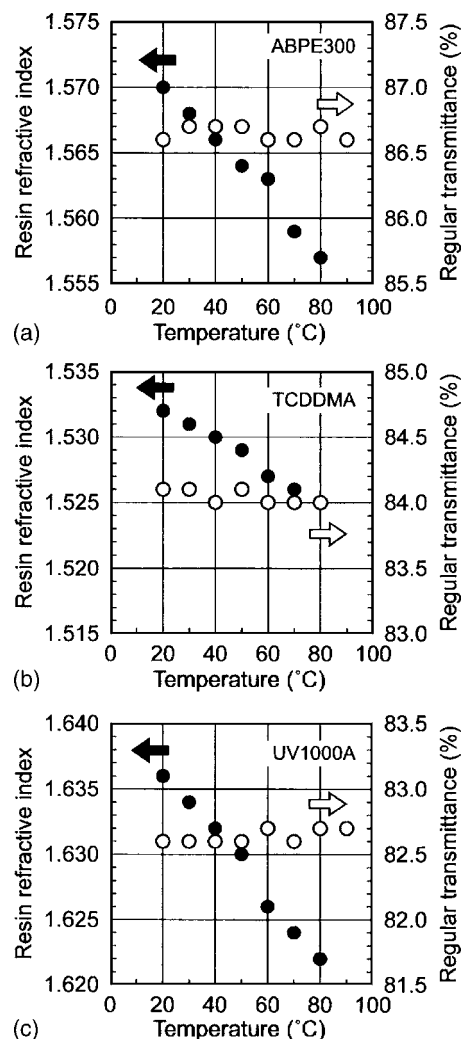 1.575
1.570
1.565
1.560
1.555
Resin refractive index
87.5
87.0
86.5
86.0
85.5
Regular transmittance (%)
ABPE300
0 20 40 60 80 100
(a) Temperature (˚C)
1.535
1.530
1.525
1.520
1.515
Resin refractive index
85.0
84.5
84.0
83.5
83.0
Regular transmittance (%)
TCDDMA
0 20 40 60 80 100
(b) Temperature (˚C)
1.640
1.635
1.630
1.625
1.620
Resin refractive index
83.5
83.0
82.5
82.0
81.5
Regular transmittance (%)
UV1000A
0 20 40 60 80 100
(c) Temperature (˚C)